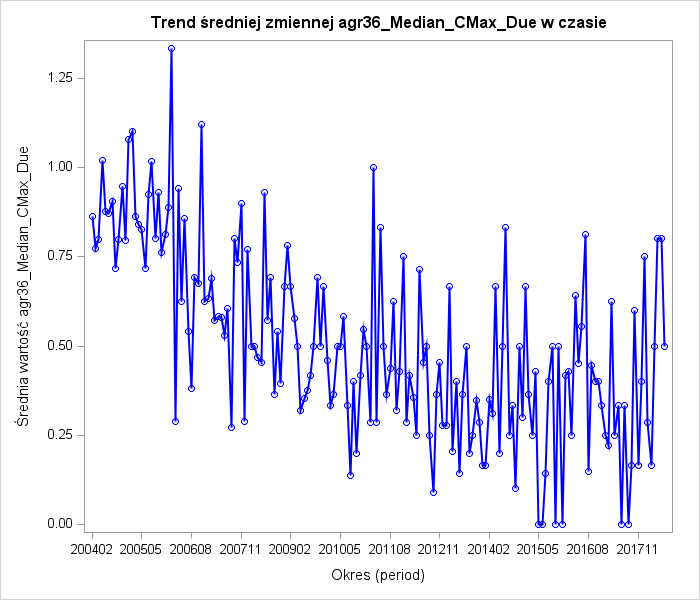 Trend średniej zmiennej agr36_Median_CMax_Due w czasie
Średnia wartość agr36_Median_CMax_Due
1.25
1.00
0.75
0.50
0.25
0.00
200402 200505 200608 200711 200902 201005 201108 201211 201402 201505 201608 201711
Okres (period)